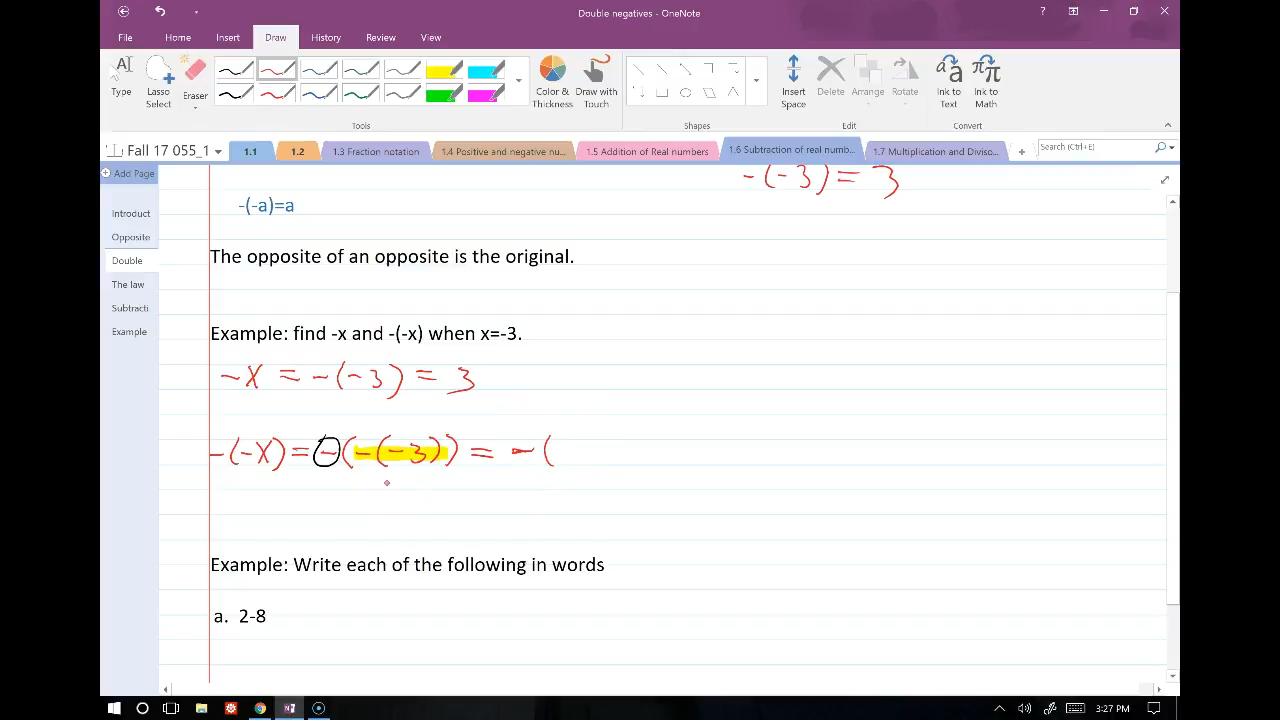 Double negatives - OneNote
?
File Home Insert Draw History Review View
Type
Lasso Select
Eraser
Color & Thickness
Draw with Touch
Insert Space
Delete
Arrange
Rotate
Ink to Text
Ink to Math
Tools Shapes Edit Convert
Fall 17 055_1 1.1 1.2 1.3 Fraction notation 1.4 Positive and negative nu... 1.5 Addition of Real numbers 1.6 Subtraction of real numb... 1.7 Multiplication and Diviso... + Search (Ctrl+E)
Add Page
Introduct
Opposite
Double
The law
Subtracti
Example
-(-3) = 3
-(-a)=a
The opposite of an opposite is the original.
Example: find -x and -(-x) when x=-3.
-x = -(-3) = 3
-(-x) = -(-(-3)) = -(
Example: Write each of the following in words
a. 2-8
3:27 PM